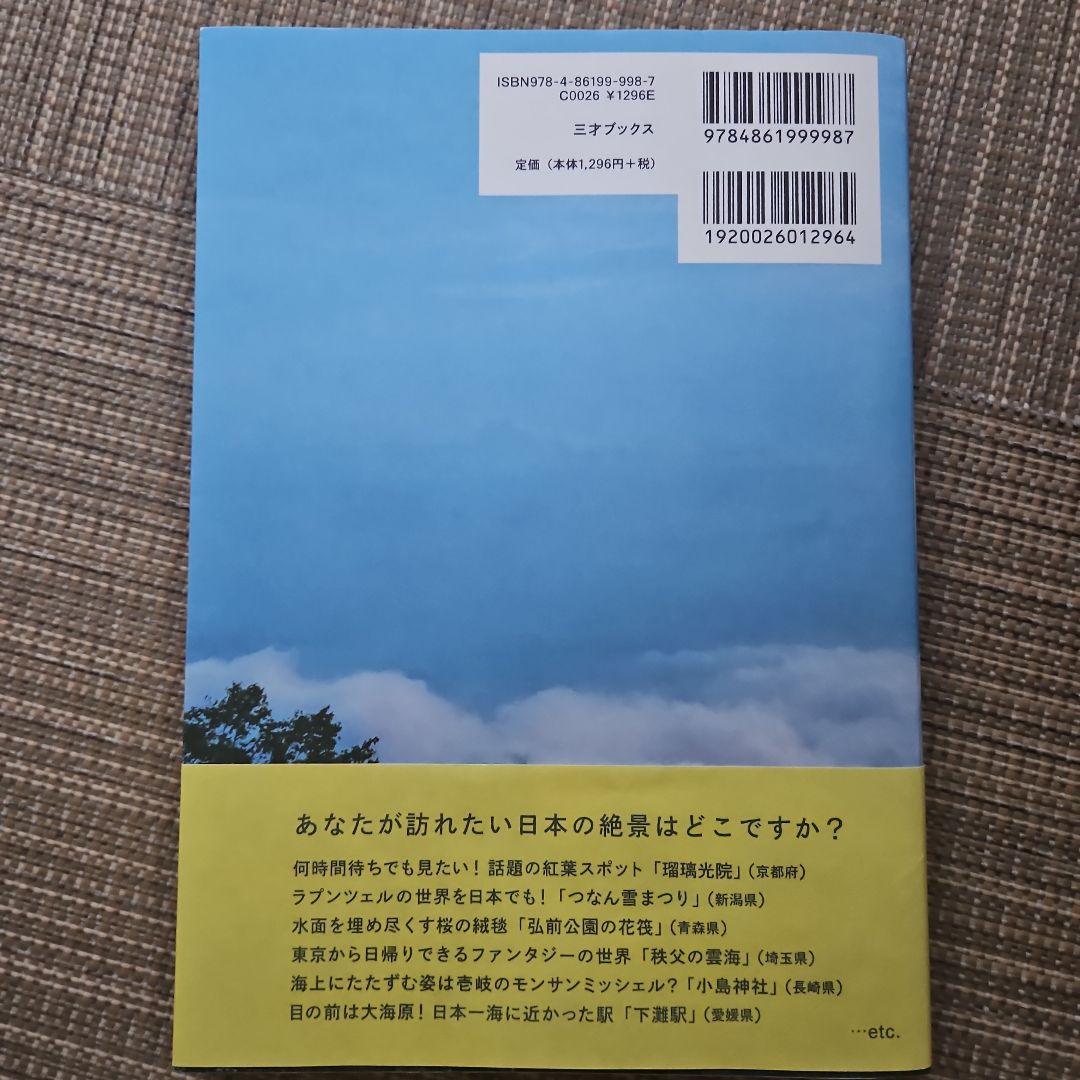 ISBN978-4-86199-998-7
C0026 ¥1296E
三才ブックス
定価（本体1,296円＋税）
9784861999987
1920026012964
あなたが訪れたい日本の絶景はどこですか？
何時間待ちでも見たい！話題の紅葉スポット「瑠璃光院」（京都府）
ラプンツェルの世界を日本でも！「つなん雪まつり」（新潟県）
水面を埋め尽くす桜の絨毯「弘前公園の花筏」（青森県）
東京から日帰りできるファンタジーの世界「秩父の雲海」（埼玉県）
海上にたたずむ姿は壱岐のモンサンミッシェル？「小島神社」（長崎県）
目の前は大海原！日本一海に近かった駅「下灘駅」（愛媛県）
…etc.